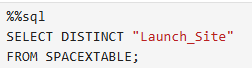 %%sql
SELECT DISTINCT "Launch_Site"
FROM SPACEXTABLE;